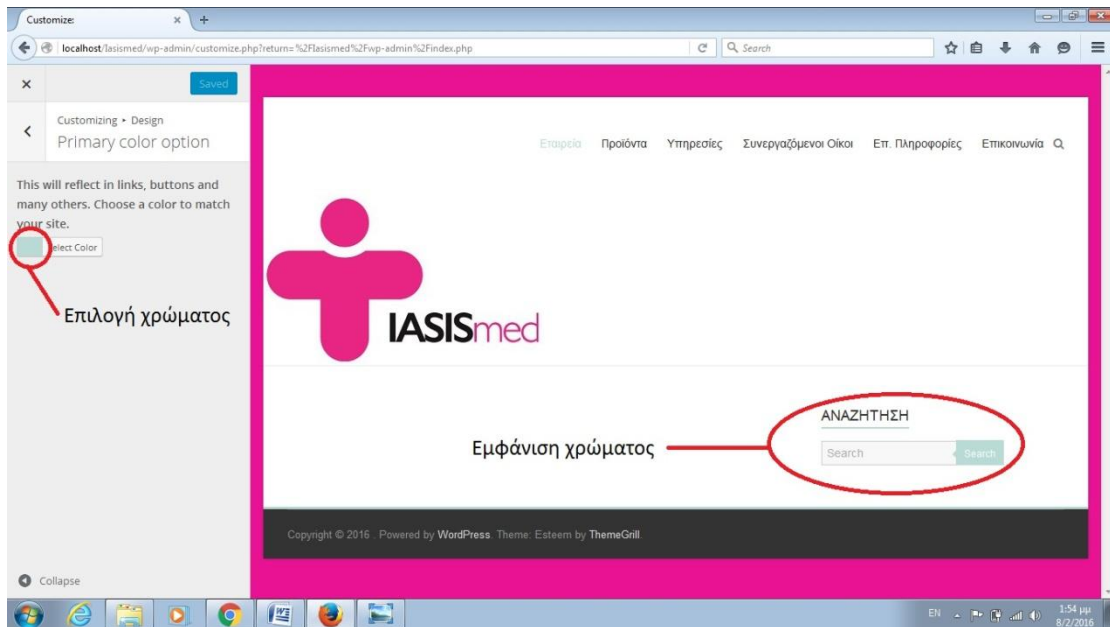 Customize:
localhost/Iasismed/wp-admin/customize.php?return=%2FIasismed%2Fwp-admin%2Findex.php
Search
Saved
Customizing ▸ Design
Primary color option
This will reflect in links, buttons and
many others. Choose a color to match
your site.
elect Color
Επιλογή χρώματος
Εταιρεία Προϊόντα Υπηρεσίες Συνεργαζόμενοι Οίκοι Επ. Πληροφορίες Επικοινωνία
IASISmed
ΑΝΑΖΗΤΗΣΗ
Εμφάνιση χρώματος
Search Search
Copyright © 2016 . Powered by WordPress. Theme: Esteem by ThemeGrill.
Collapse
EN
1:54 μμ
8/2/2016